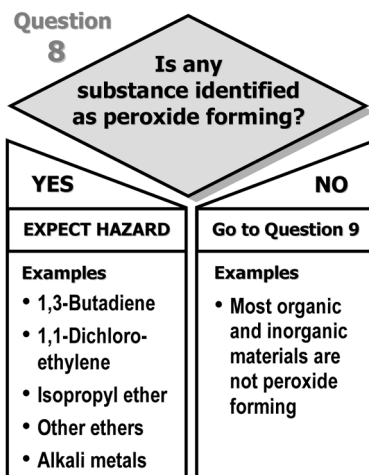 Question
8
Is any
substance identified
as peroxide forming?
YES
NO
EXPECT HAZARD
Go to Question 9
Examples
• 1,3-Butadiene
• 1,1-Dichloro-
ethylene
• Isopropyl ether
• Other ethers
• Alkali metals
Examples
• Most organic
and inorganic
materials are
not peroxide
forming